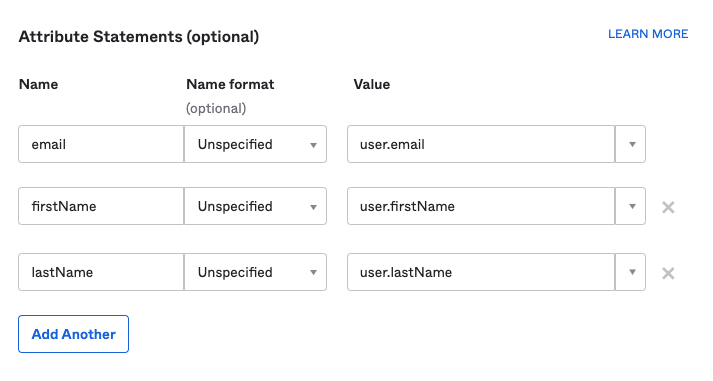 Attribute Statements (optional)
LEARN MORE
Name
Name format
(optional)
Value
email
Unspecified
user.email
firstName
Unspecified
user.firstName
lastName
Unspecified
user.lastName
Add Another